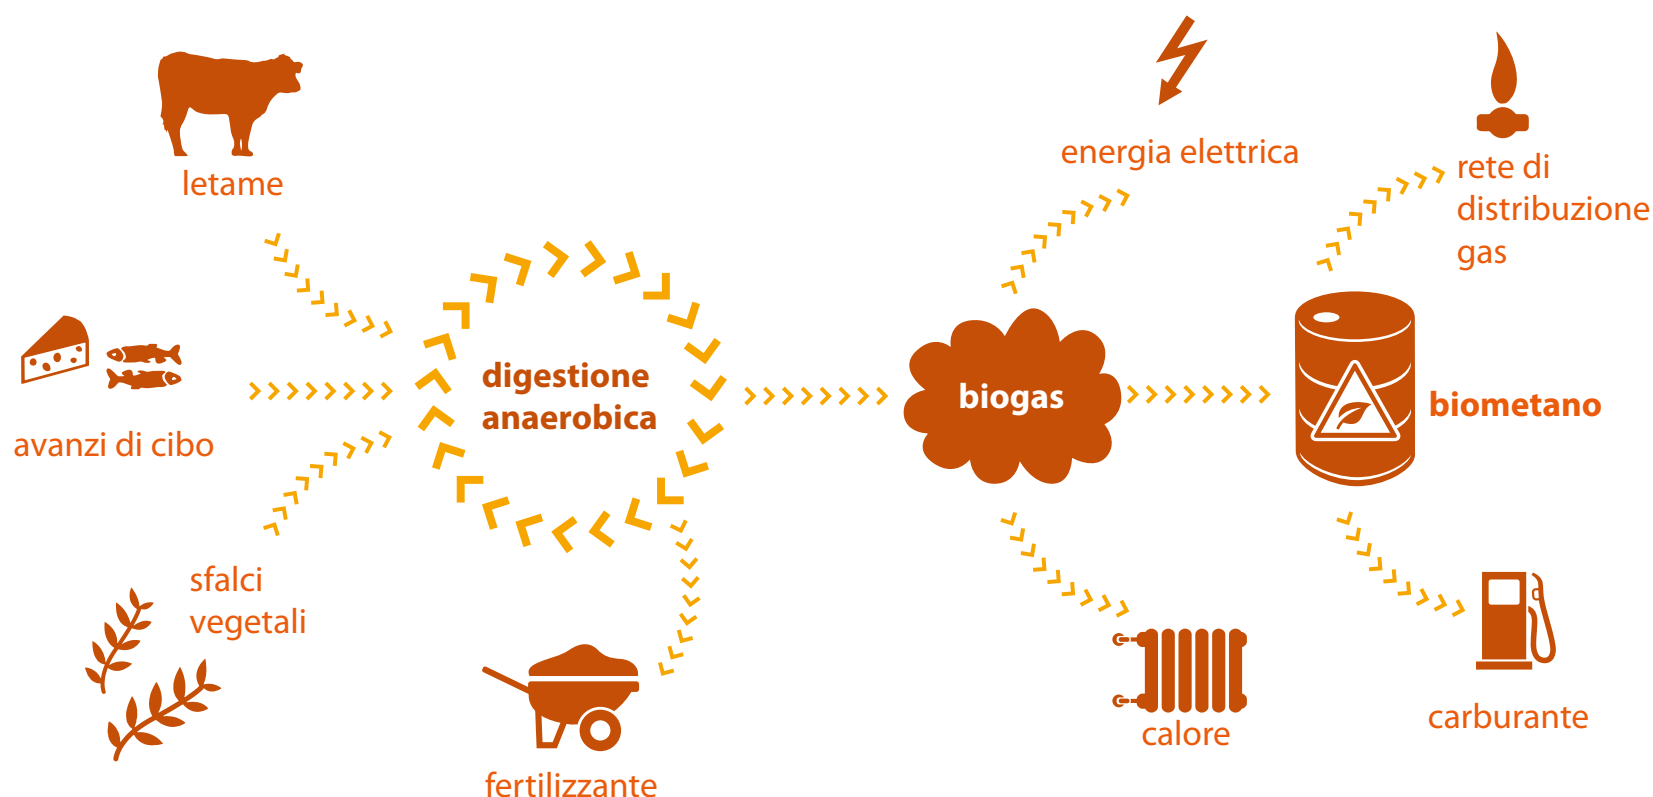 letame
avanzi di cibo
sfalci
vegetali
digestione
anaerobica
fertilizzante
biogas
energia elettrica
calore
biometano
rete di
distribuzione
gas
carburante